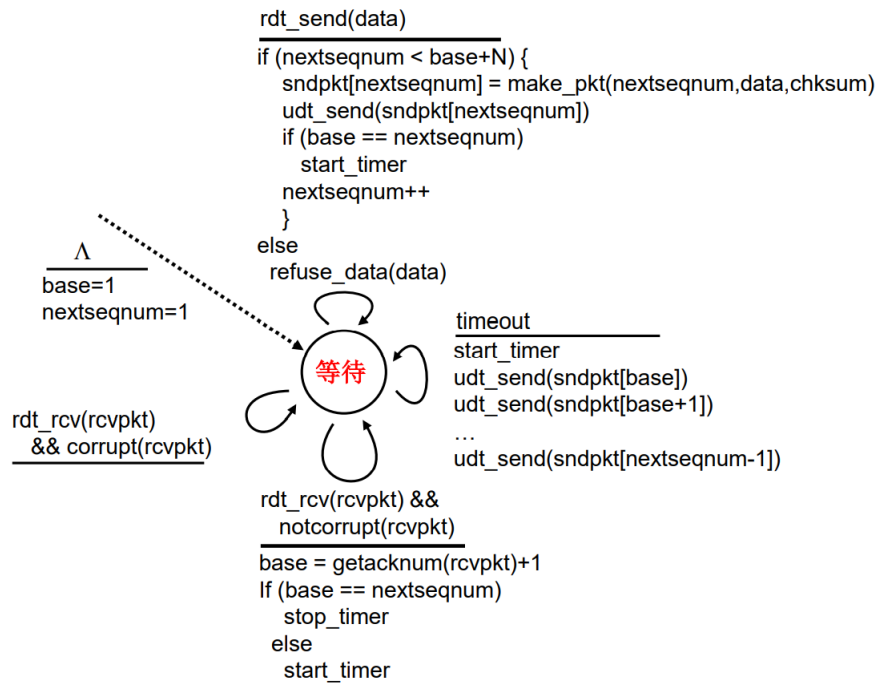 rdt_send(data)
if (nextseqnum < base+N) {
sndpkt[nextseqnum] = make_pkt(nextseqnum,data,chksum)
udt_send(sndpkt[nextseqnum])
if (base == nextseqnum)
start_timer
nextseqnum++
}
else
refuse_data(data)
Λ
base=1
nextseqnum=1
等待
timeout
start_timer
udt_send(sndpkt[base])
udt_send(sndpkt[base+1])
…
udt_send(sndpkt[nextseqnum-1])
rdt_rcv(rcvpkt)
&& corrupt(rcvpkt)
rdt_rcv(rcvpkt) &&
notcorrupt(rcvpkt)
base = getacknum(rcvpkt)+1
If (base == nextseqnum)
stop_timer
else
start_timer